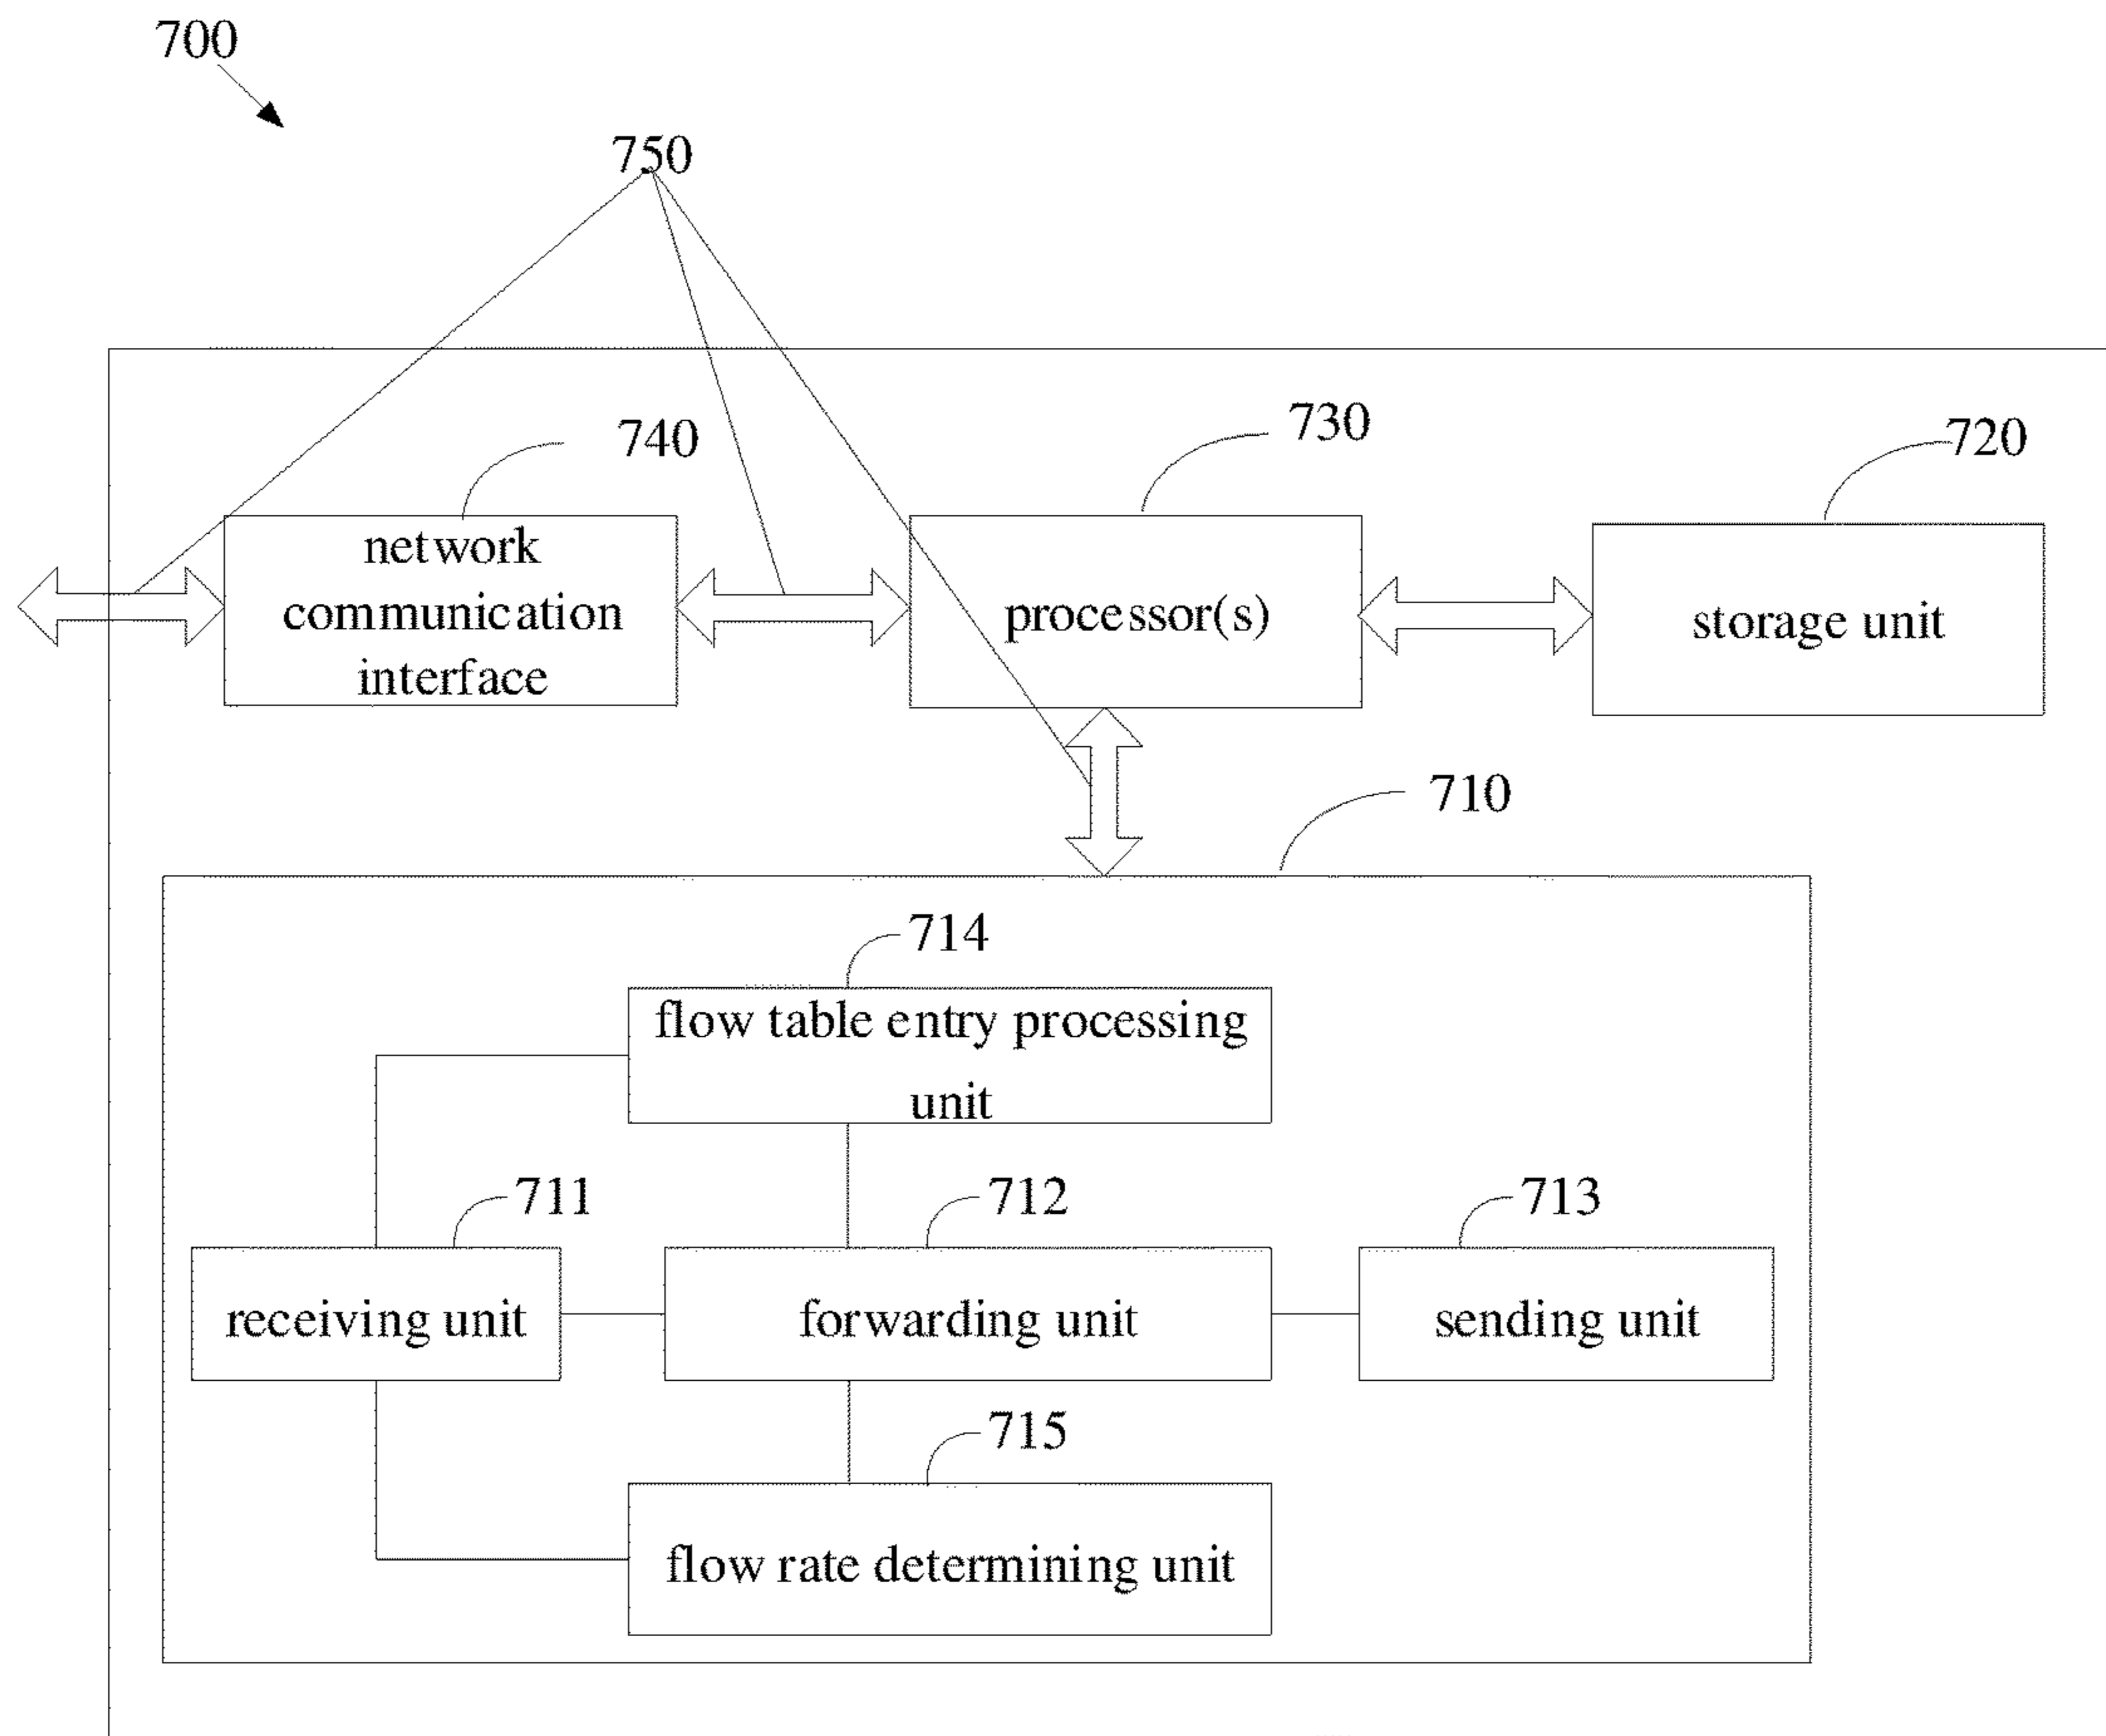 700
750
740
730
720
network
communication
interface
processor(s)
storage unit
710
714
flow table entry processing
unit
711
712
713
receiving unit
forwarding unit
sending unit
715
flow rate determining unit